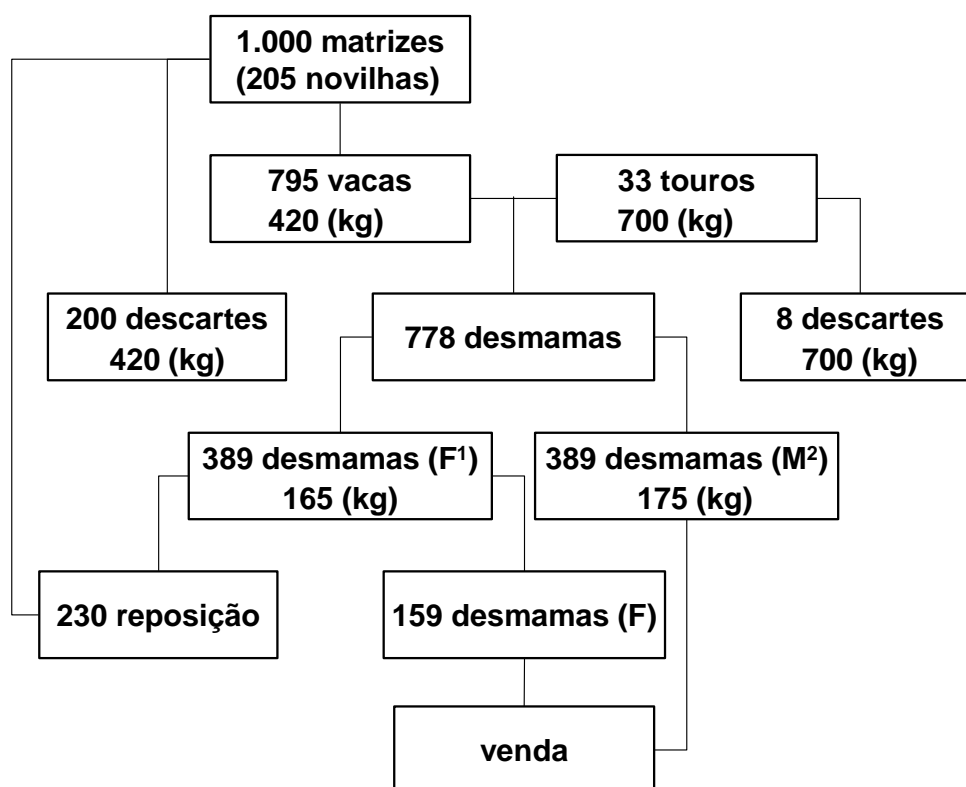 1.000 matrizes
(205 novilhas)
795 vacas
420 (kg)
33 touros
700 (kg)
200 descartes
420 (kg)
778 desmamas
8 descartes
700 (kg)
389 desmamas (F¹)
165 (kg)
389 desmamas (M²)
175 (kg)
230 reposição
159 desmamas (F)
venda